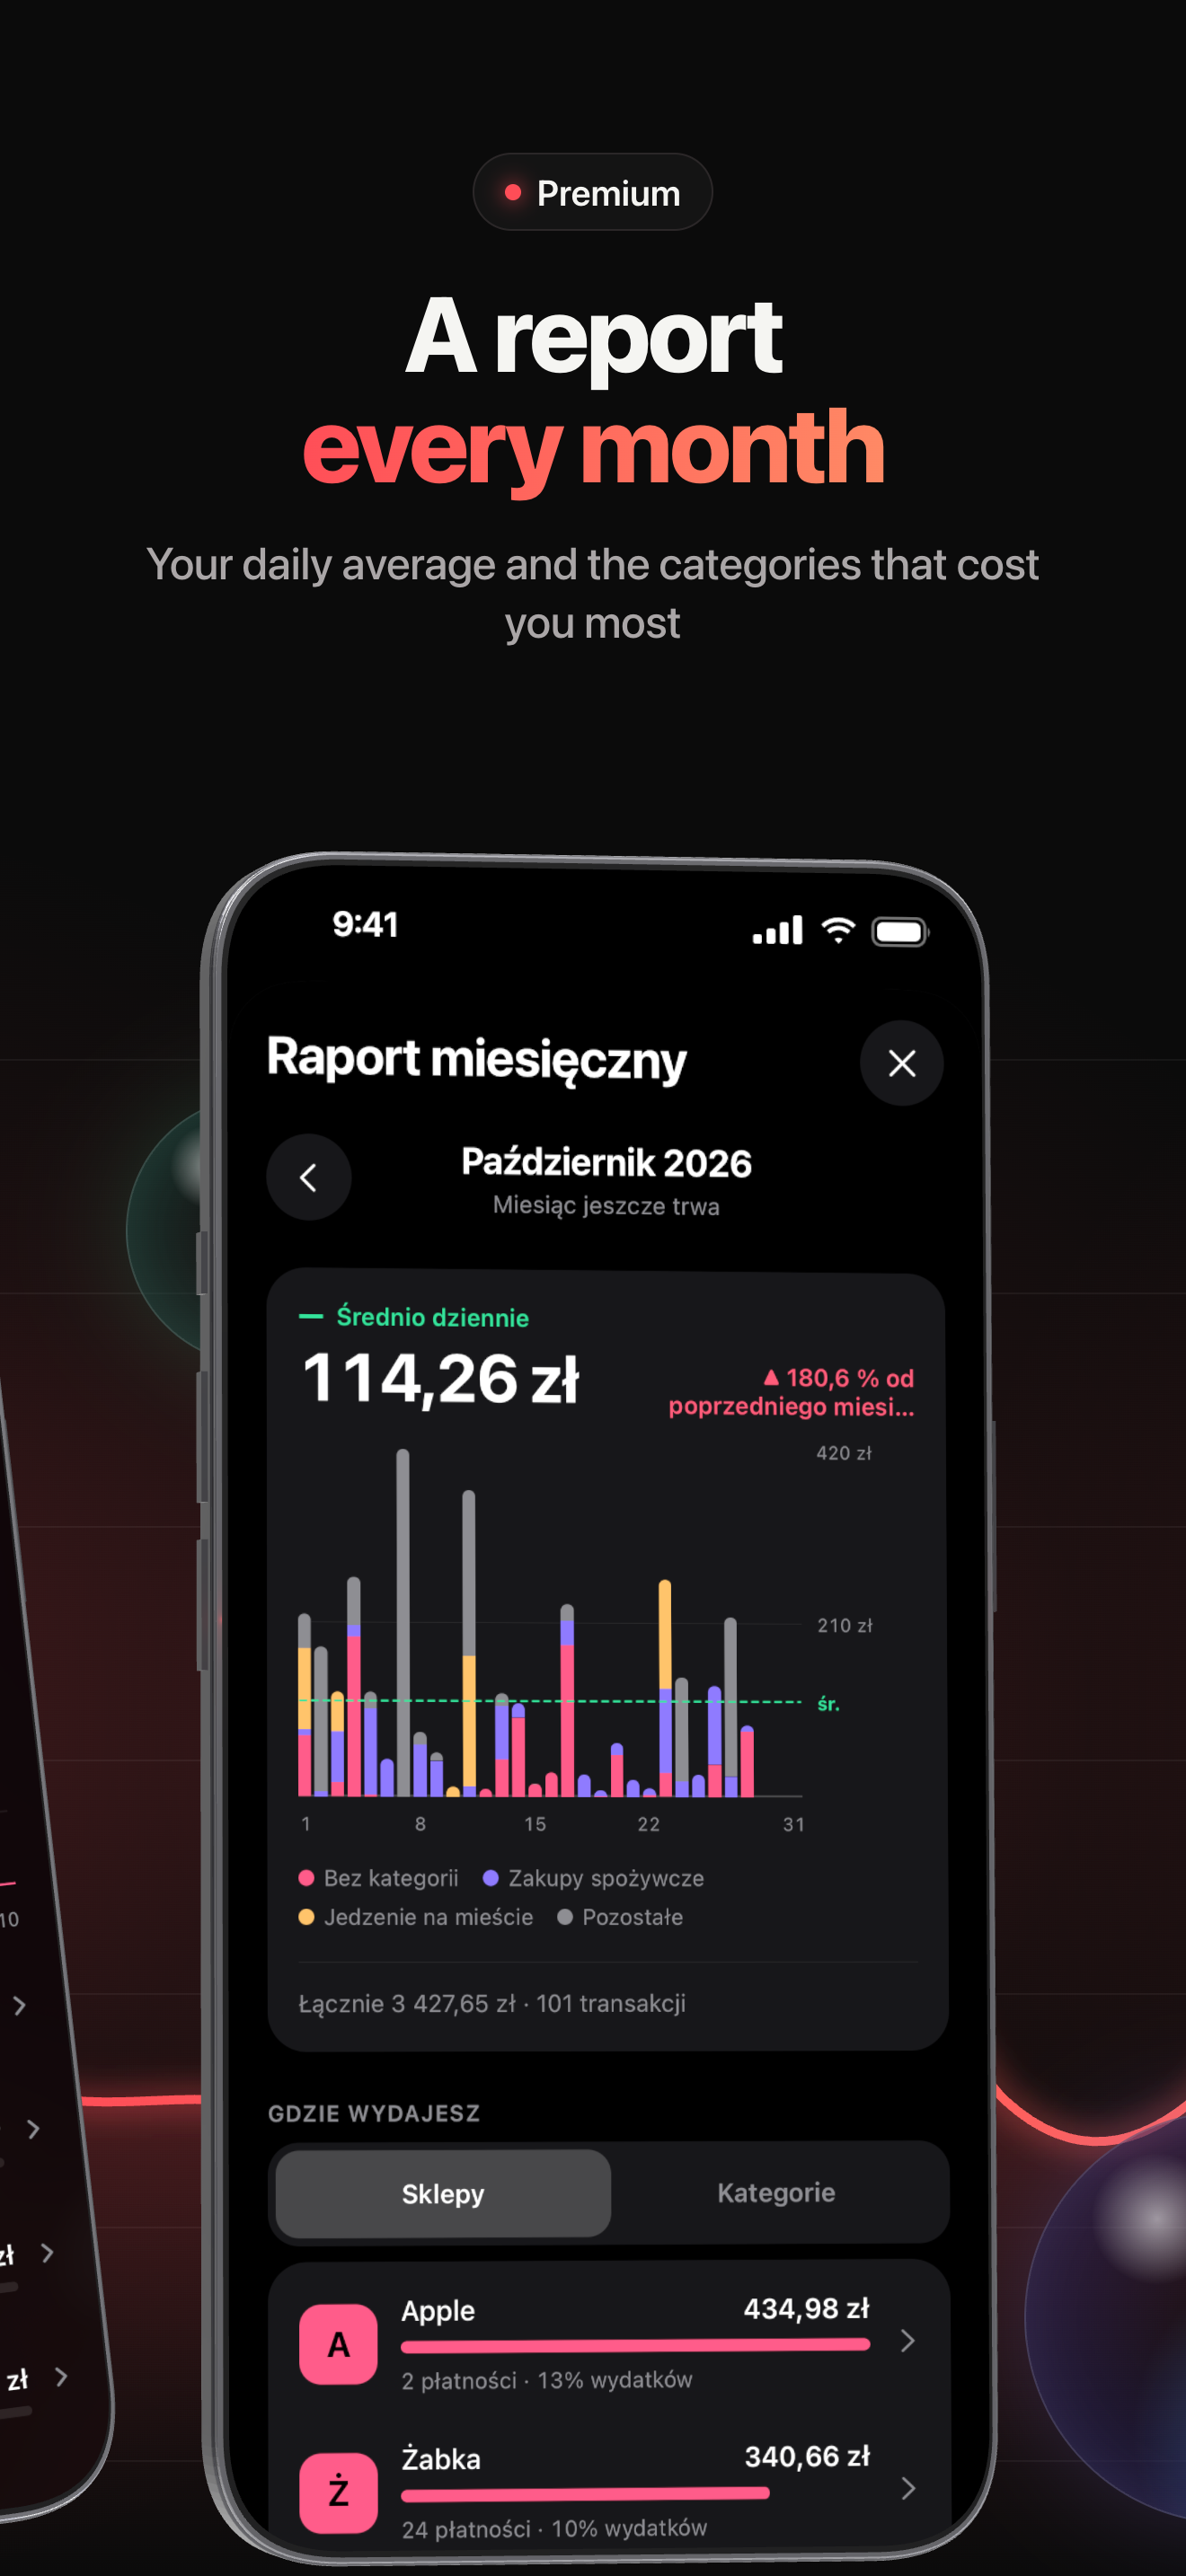 Premium
A report
every month
Your daily average and the categories that cost
you most
9:41
Raport miesięczny
Październik 2026
Miesiąc jeszcze trwa
Średnio dziennie
114,26 zł
▲ 180,6 % od
poprzedniego miesi...
420 zł
210 zł
śr.
1 8 15 22 31
Bez kategorii Zakupy spożywcze
Jedzenie na mieście Pozostałe
Łącznie 3 427,65 zł · 101 transakcji
GDZIE WYDAJESZ
Sklepy Kategorie
A
Apple 434,98 zł
2 płatności · 13% wydatków
Ż
Żabka 340,66 zł
24 płatności · 10% wydatków
10
zł
zł